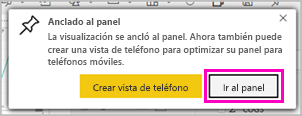 Anclado al panel
La visualización se ancló al panel. Ahora también puede
crear una vista de teléfono para optimizar su panel para
teléfonos móviles.
Crear vista de teléfono Ir al panel